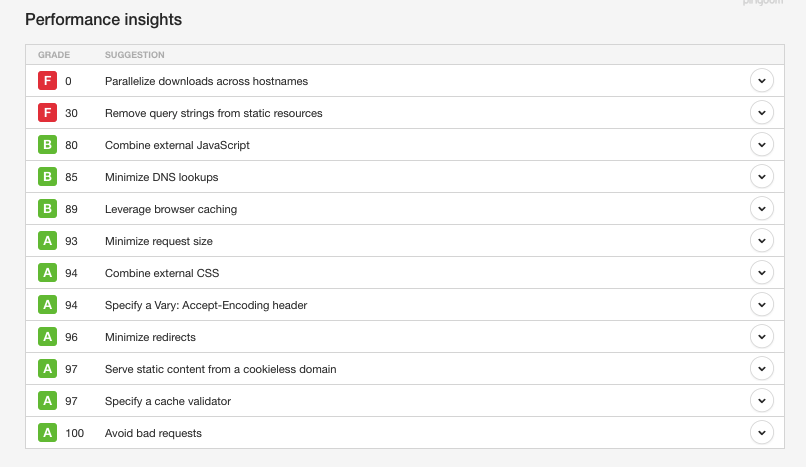 pingdom
Performance insights
GRADE SUGGESTION
F 0 Parallelize downloads across hostnames
F 30 Remove query strings from static resources
B 80 Combine external JavaScript
B 85 Minimize DNS lookups
B 89 Leverage browser caching
A 93 Minimize request size
A 94 Combine external CSS
A 94 Specify a Vary: Accept-Encoding header
A 96 Minimize redirects
A 97 Serve static content from a cookieless domain
A 97 Specify a cache validator
A 100 Avoid bad requests